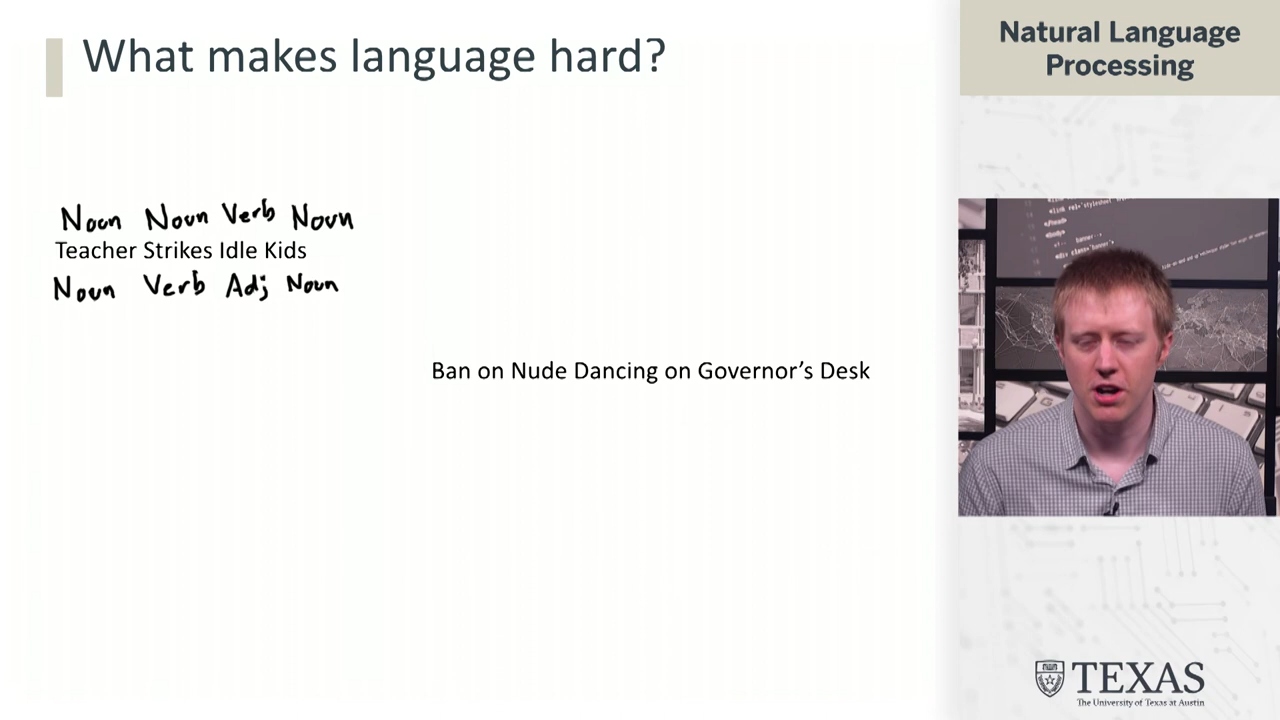 What makes language hard?
Natural Language
Processing
Noun Noun Verb Noun
Teacher Strikes Idle Kids
Noun Verb Adj Noun
Ban on Nude Dancing on Governor's Desk
TEXAS
The University of Texas at Austin